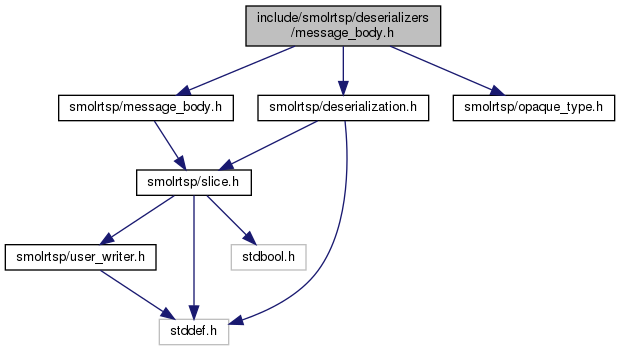 include/smolrtsp/deserializers
/message_body.h
smolrtsp/message_body.h
smolrtsp/deserialization.h
smolrtsp/opaque_type.h
smolrtsp/slice.h
smolrtsp/user_writer.h
stdbool.h
stddef.h